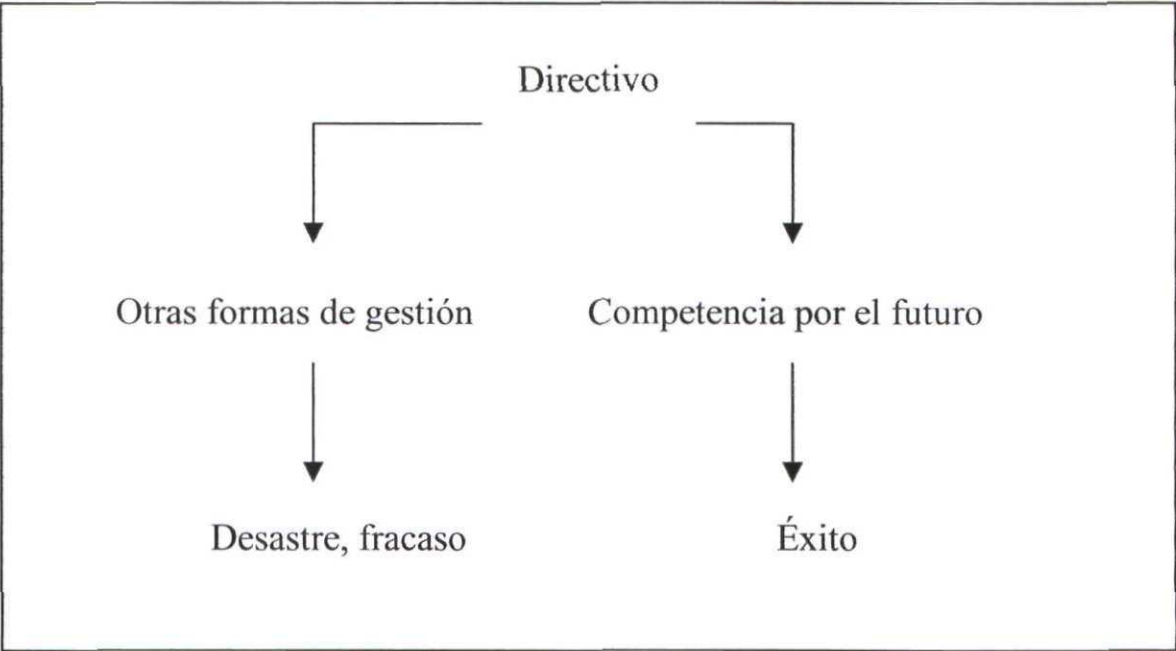 Directivo
Otras formas de gestión
Competencia por el futuro
Desastre, fracaso
Éxito